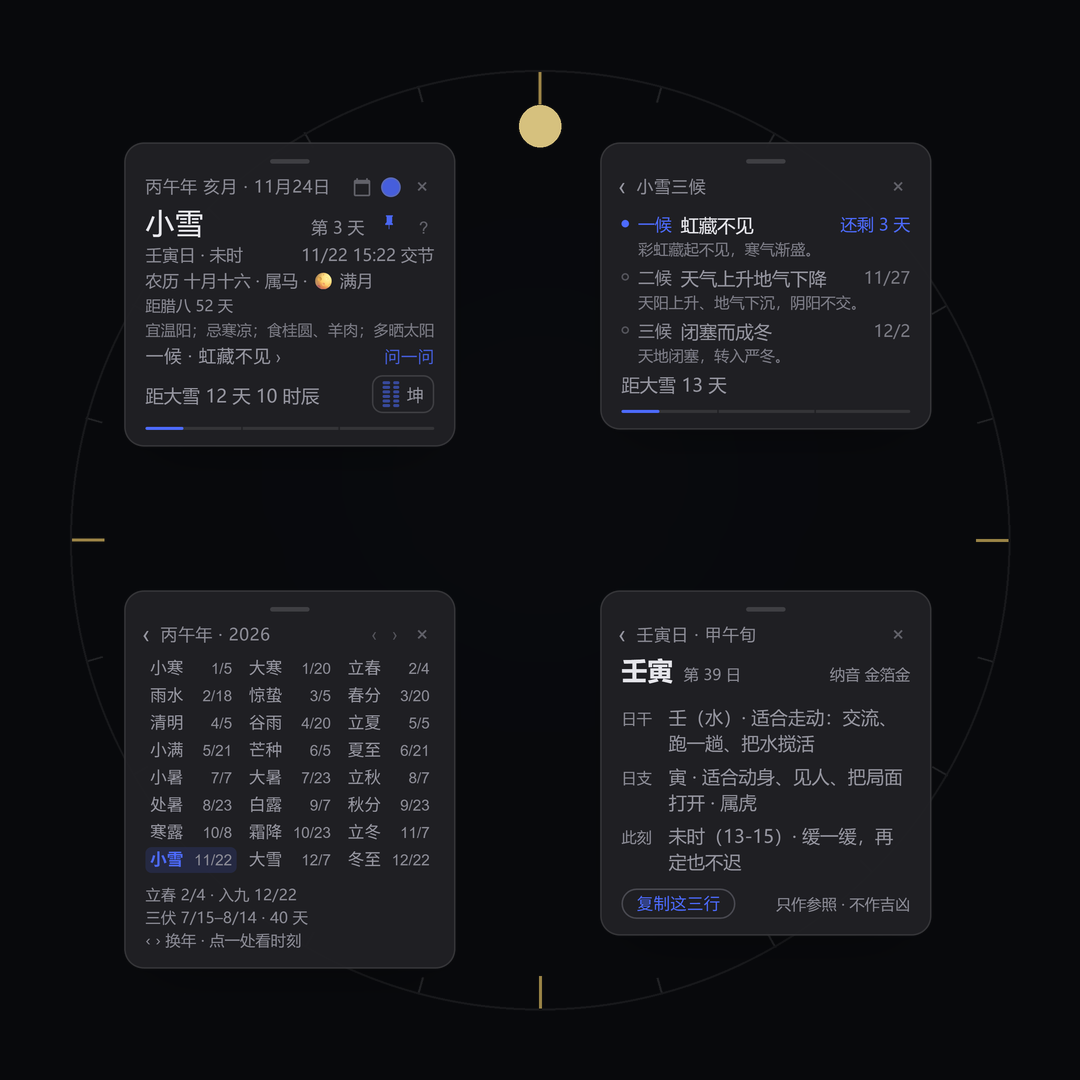 丙午年 亥月 · 11月24日 ×
小雪 第 3 天 ?
壬寅日 · 未时 11/22 15:22 交节
农历 十月十六 · 属马 · 🌕 满月
距腊八 52 天
宜温阳；忌寒凉；食桂圆、羊肉；多晒太阳
一候 · 虹藏不见 › 问一问
距大雪 12 天 10 时辰 坤
‹ 小雪三候 ×
一候 虹藏不见 还剩 3 天
彩虹藏起不见，寒气渐盛。
二候 天气上升地气下降 11/27
天阳上升、地气下沉，阴阳不交。
三候 闭塞而成冬 12/2
天地闭塞，转入严冬。
距大雪 13 天
‹ 丙午年 · 2026 ‹ › ×
小寒 1/5 大寒 1/20 立春 2/4
雨水 2/18 惊蛰 3/5 春分 3/20
清明 4/5 谷雨 4/20 立夏 5/5
小满 5/21 芒种 6/5 夏至 6/21
小暑 7/7 大暑 7/23 立秋 8/7
处暑 8/23 白露 9/7 秋分 9/23
寒露 10/8 霜降 10/23 立冬 11/7
小雪 11/22 大雪 12/7 冬至 12/22
立春 2/4 · 入九 12/22
三伏 7/15–8/14 · 40 天
‹ › 换年 · 点一处看时刻
‹ 壬寅日 · 甲午旬 ×
壬寅 第 39 日 纳音 金箔金
日干 壬（水）· 适合走动：交流、
跑一趟、把水搅活
日支 寅 · 适合动身、见人、把局面
打开 · 属虎
此刻 未时（13-15）· 缓一缓，再
定也不迟
复制这三行 只作参照 · 不作吉凶